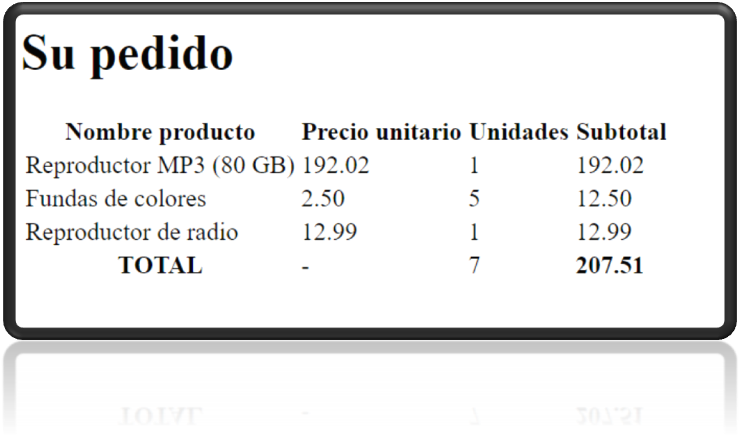 Su pedido
Nombre producto Precio unitario Unidades Subtotal
Reproductor MP3 (80 GB) 192.02 1 192.02
Fundas de colores 2.50 5 12.50
Reproductor de radio 12.99 1 12.99
TOTAL - 7 207.51